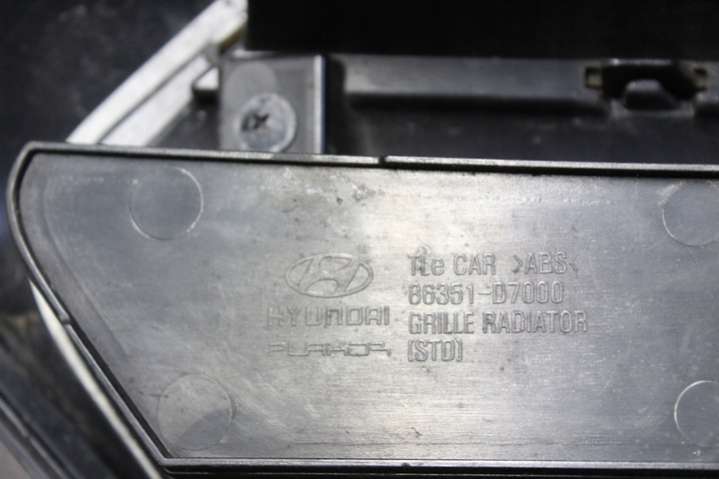 TLe CAR >ABS<
86351-D7000
GRILLE RADIATOR
(STD)
HYUNDAI